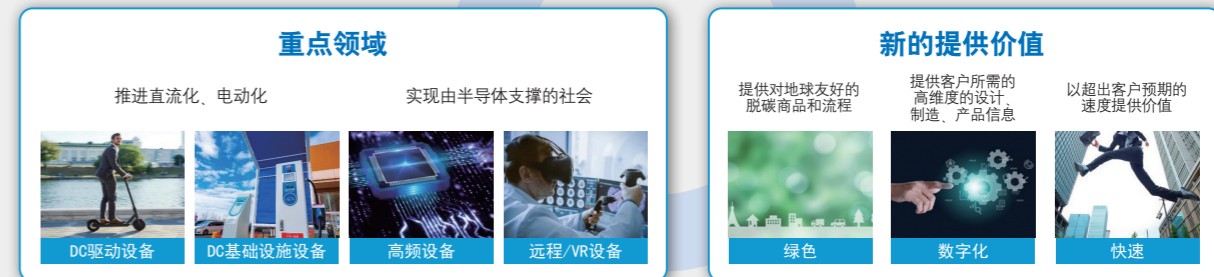 重点领域
推进直流化、电动化
实现由半导体支撑的社会
DC驱动设备
DC基础设施设备
高频设备
远程/VR设备
新的提供价值
提供对地球友好的
脱碳商品和流程
提供客户所需的
高维度的设计、
制造、产品信息
以超出客户预期的
速度提供价值
绿色
数字化
快速